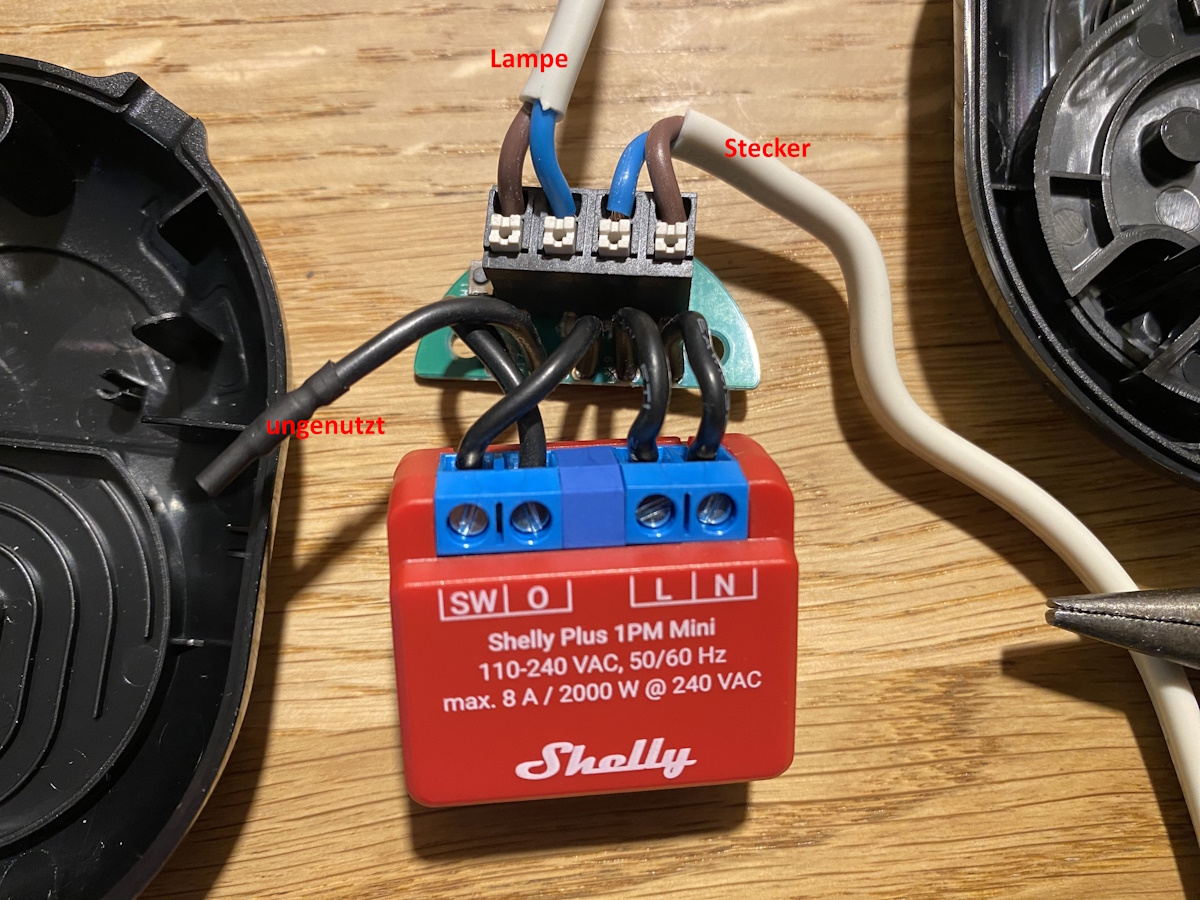 Lampe
Stecker
ungenutzt
SW O L N
Shelly Plus 1PM Mini
110-240 VAC, 50/60 Hz
max. 8 A / 2000 W @ 240 VAC
Shelly